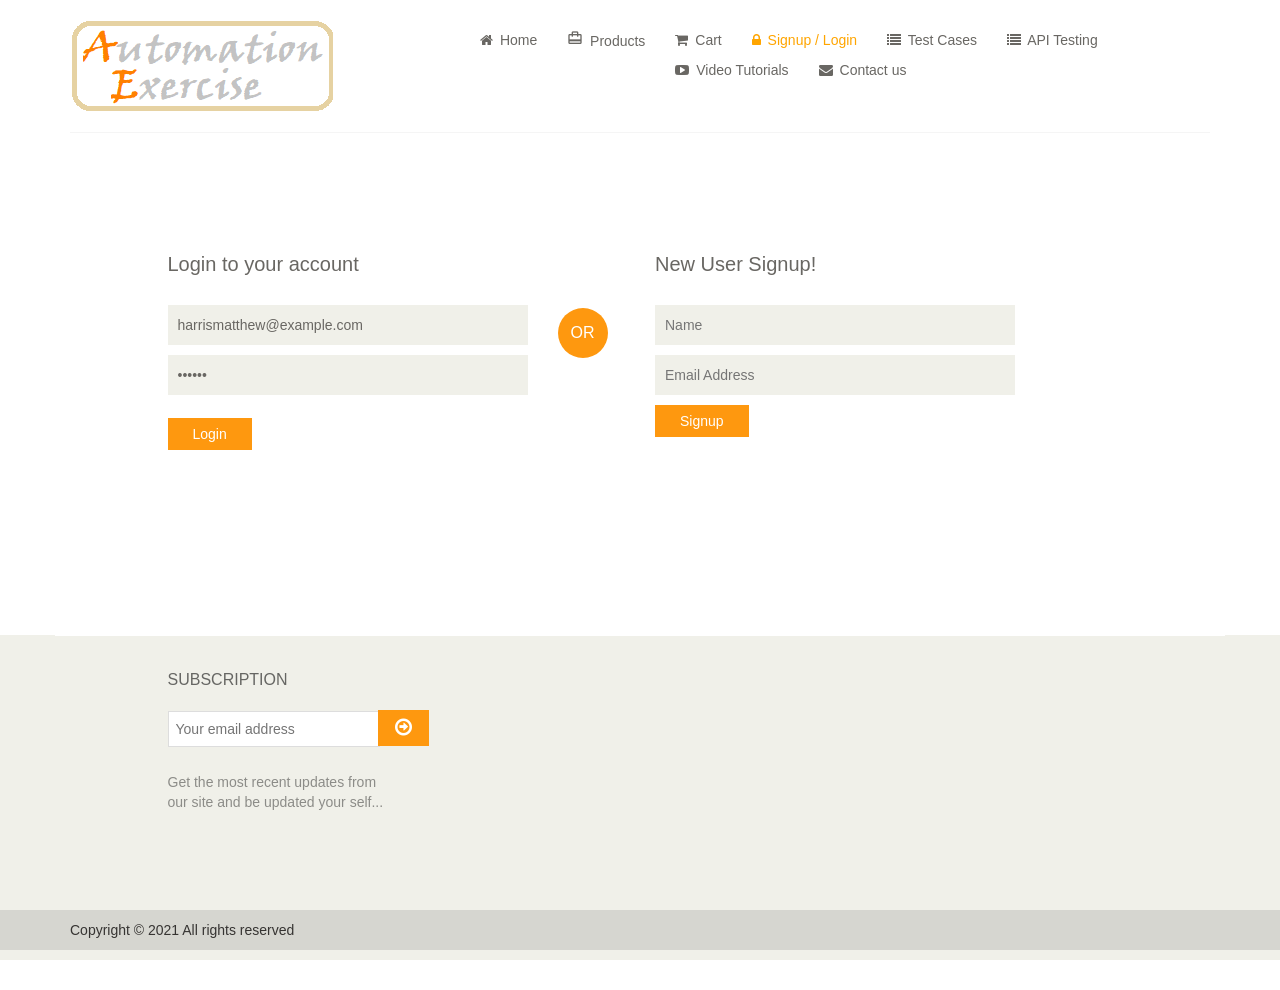 Automation
Exercise
Home
Products
Cart
Signup / Login
Test Cases
API Testing
Video Tutorials
Contact us
Login to your account
harrismatthew@example.com
••••••
Login
OR
New User Signup!
Name
Email Address
Signup
SUBSCRIPTION
Your email address
Get the most recent updates from
our site and be updated your self...
Copyright © 2021 All rights reserved